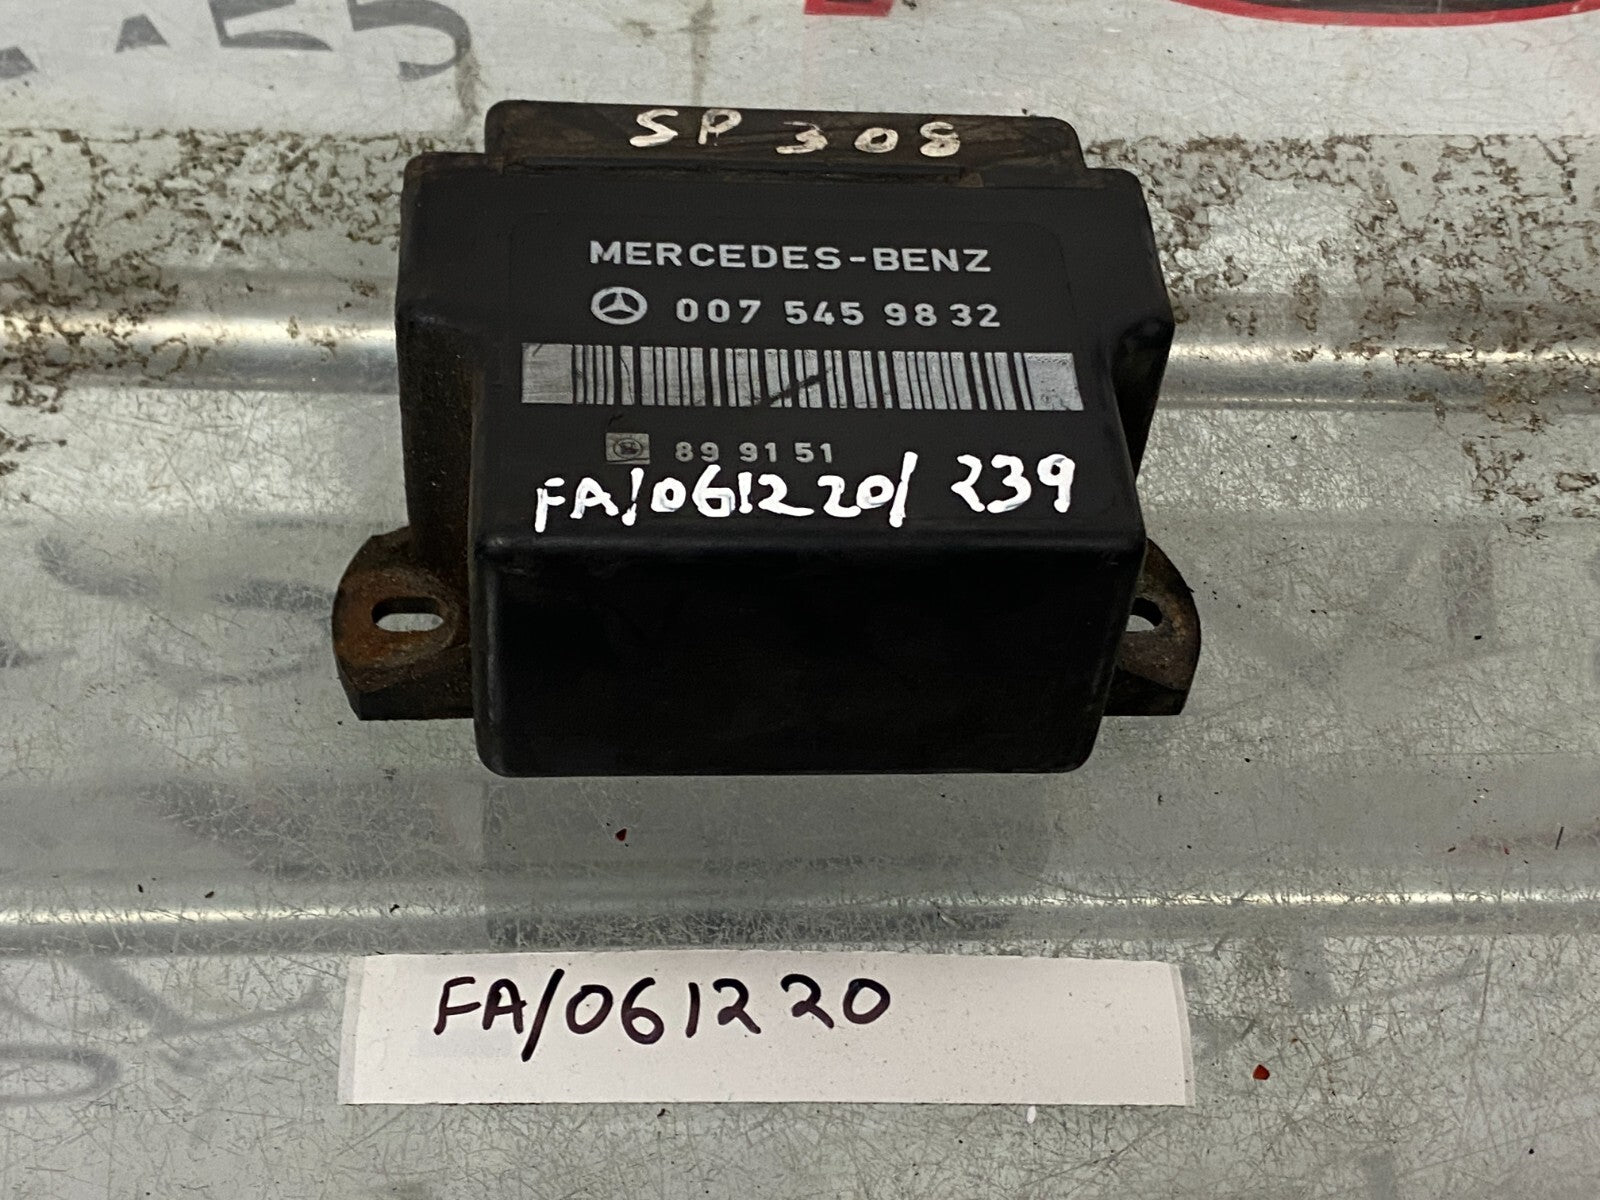 SP 308
MERCEDES-BENZ
007 545 98 32
89 91 51
FA/061220/ 239
FA/061220